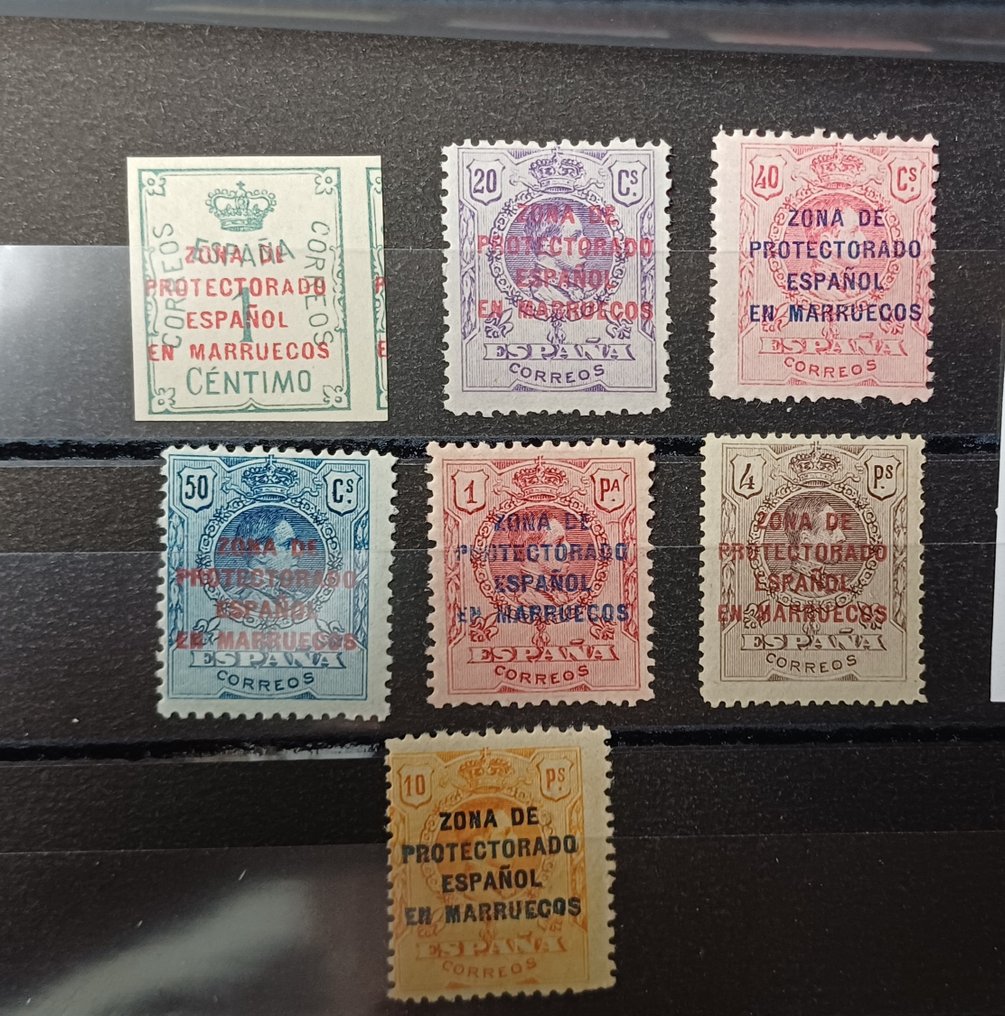 CORREOS
ESPAÑA
CORREOS
ZONA DE
PROTECTORADO
P
ESPAÑOL
1
EN MARRUECOS
E
CÉNTIMO
20 Cs
ZONA DE
PROTECTORADO
ESPAÑOL
EN MARRUECOS
ESPAÑA
CORREOS
40 Cs
ZONA DE
PROTECTORADO
ESPAÑOL
EN MARRUECOS
ESPAÑA
CORREOS
50 Cs
ZONA DE
PROTECTORADO
ESPAÑOL
EN MARRUECOS
ESPAÑA
CORREOS
1 PA
ZONA DE
PROTECTORADO
ESPAÑOL
EN MARRUECOS
ESPAÑA
CORREOS
4 Ps
ZONA DE
PROTECTORADO
ESPAÑOL
EN MARRUECOS
ESPAÑA
CORREOS
10 Ps
ZONA DE
PROTECTORADO
ESPAÑOL
EN MARRUECOS
ESPAÑA
CORREOS